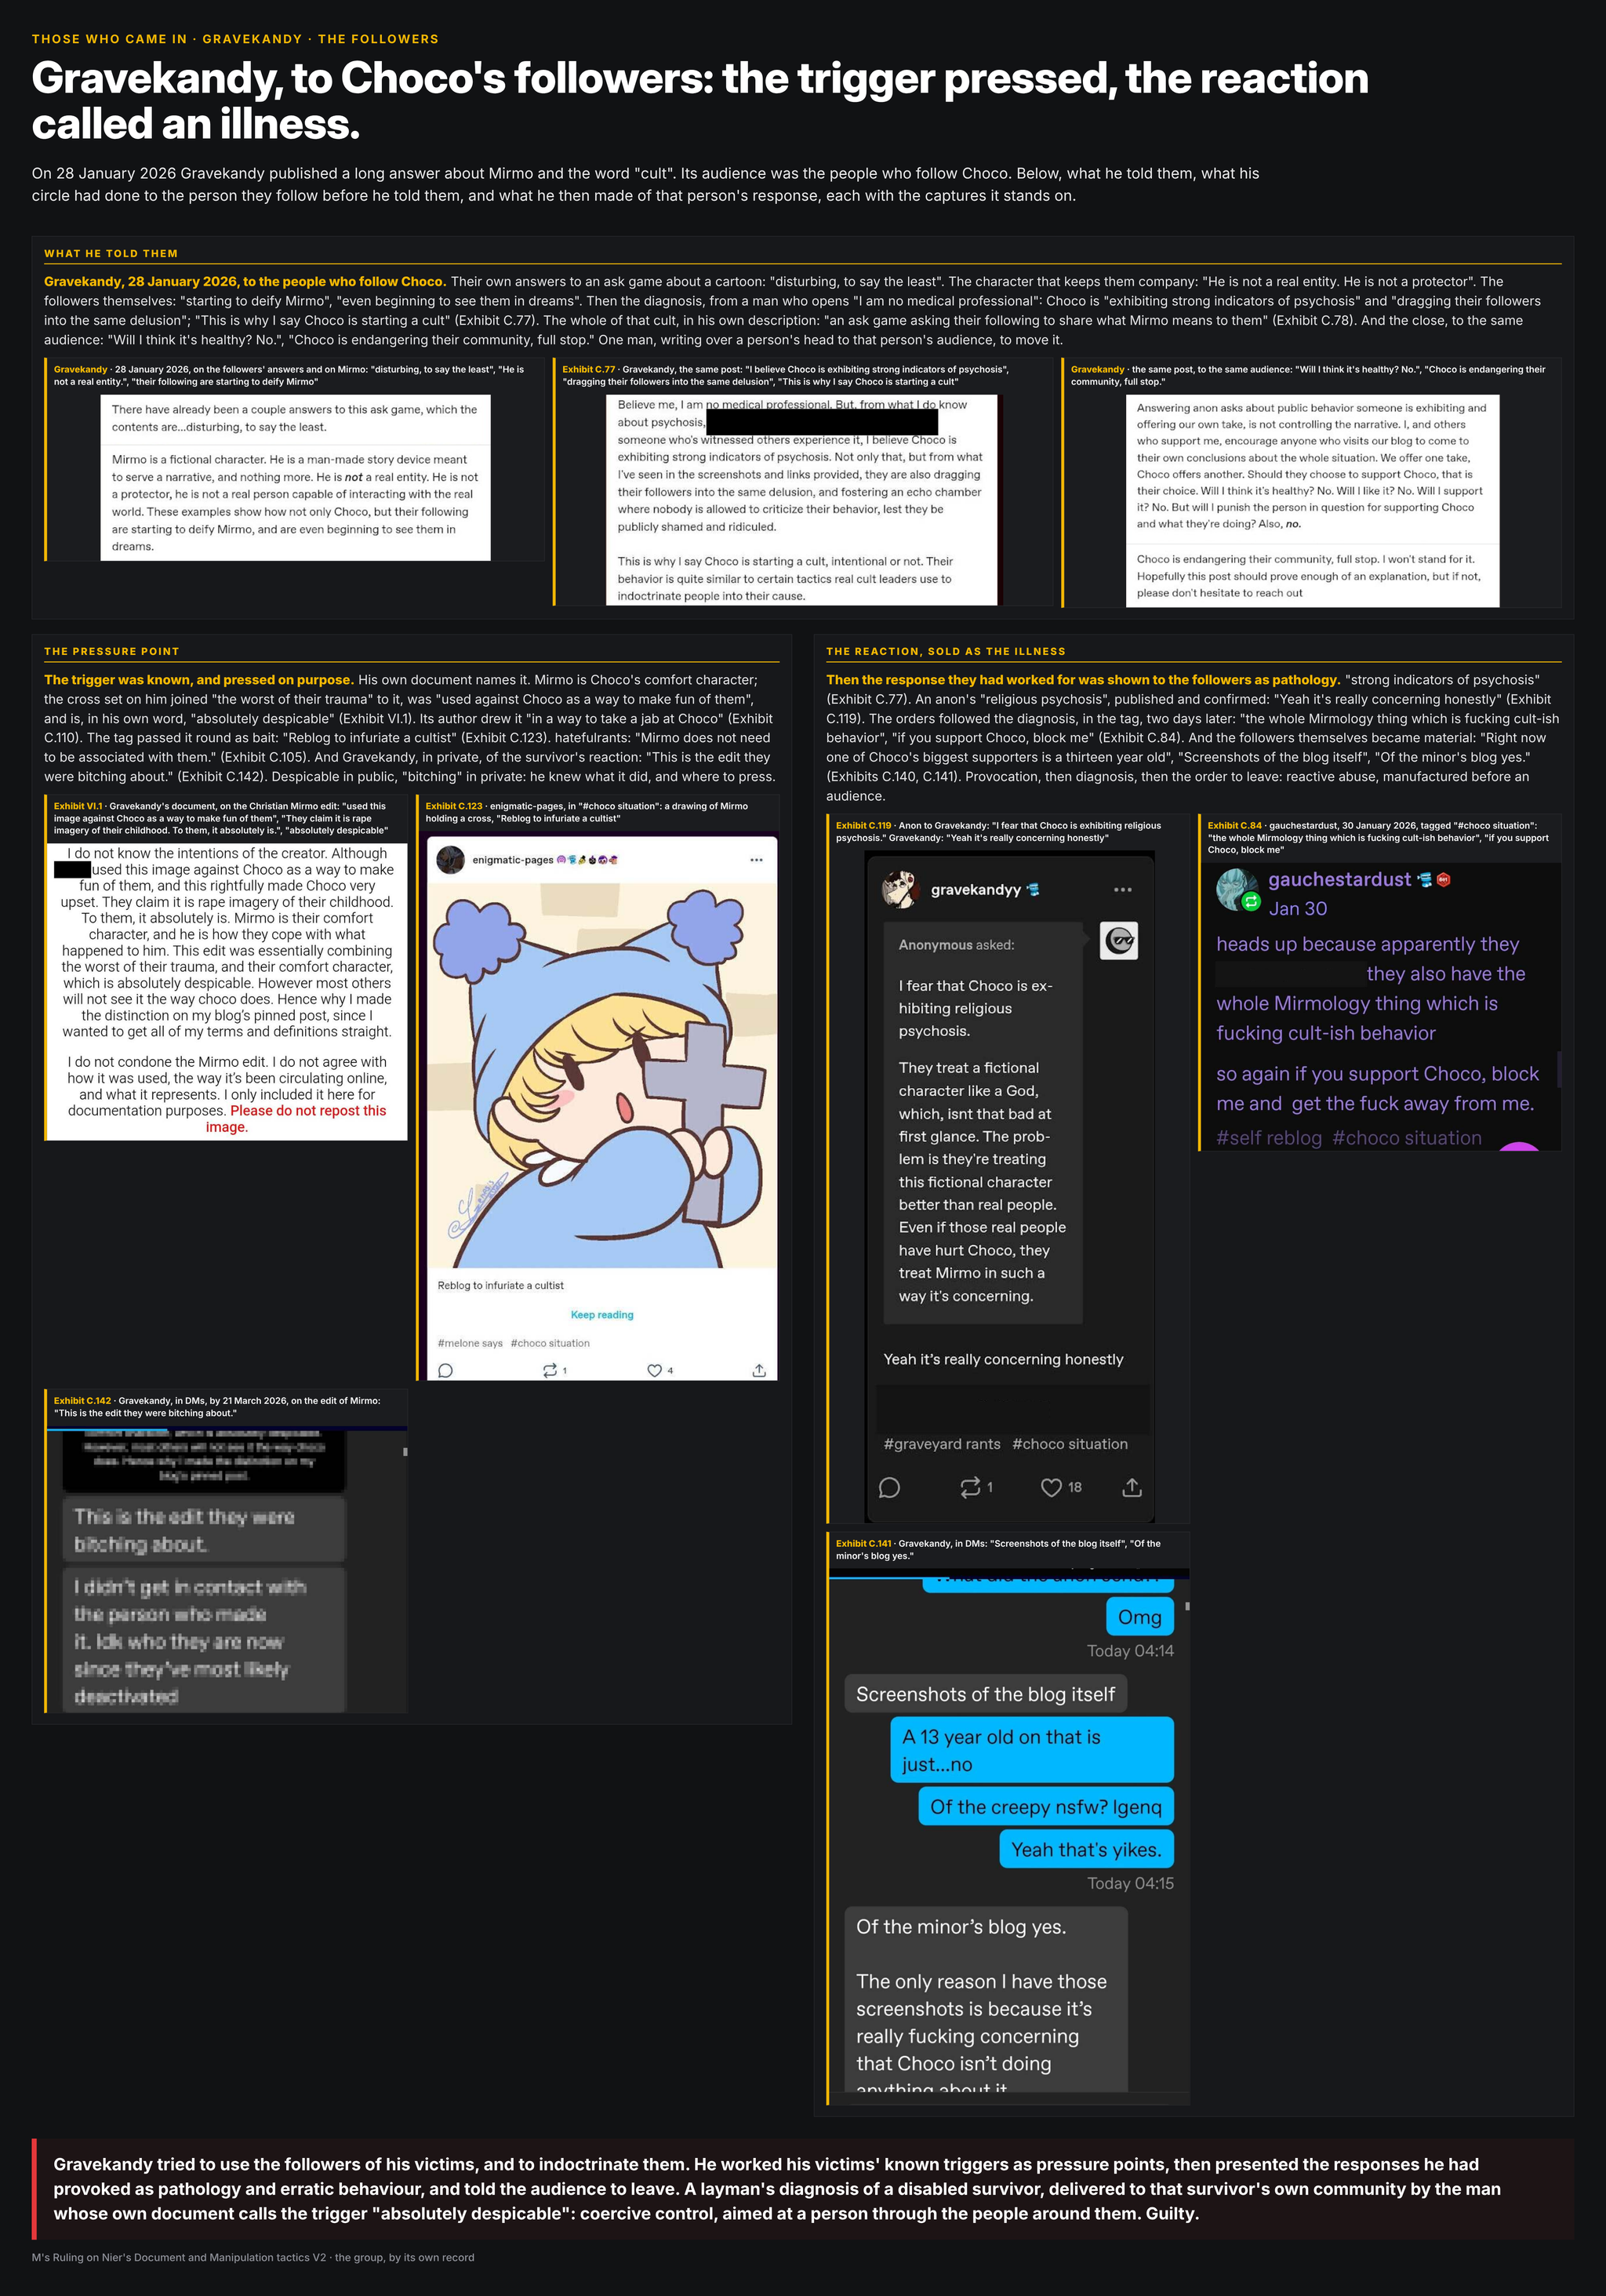 THOSE WHO CAME IN · GRAVEKANDY · THE FOLLOWERS
Gravekandy, to Choco's followers: the trigger pressed, the reaction
called an illness.
On 28 January 2026 Gravekandy published a long answer about Mirmo and the word "cult". Its audience was the people who follow Choco. Below, what he told them, what his
circle had done to the person they follow before he told them, and what he then made of that person's response, each with the captures it stands on.
WHAT HE TOLD THEM
Gravekandy, 28 January 2026, to the people who follow Choco. Their own answers to an ask game about a cartoon: "disturbing, to say the least". The character that keeps them company: "He is not a real entity. He is not a protector". The
followers themselves: "starting to deify Mirmo", "even beginning to see them in dreams". Then the diagnosis, from a man who opens "I am no medical professional": Choco is "exhibiting strong indicators of psychosis" and "dragging their followers
into the same delusion"; "This is why I say Choco is starting a cult" (Exhibit C.77). The whole of that cult, in his own description: "an ask game asking their following to share what Mirmo means to them" (Exhibit C.78). And the close, to the same
audience: "Will I think it's healthy? No.", "Choco is endangering their community, full stop." One man, writing over a person's head to that person's audience, to move it.
Gravekandy · 28 January 2026, on the followers' answers and on Mirmo: "disturbing, to say the least", "He is
not a real entity.", "their following are starting to deify Mirmo"
There have already been a couple answers to this ask game, which the
contents are...disturbing, to say the least.
Mirmo is a fictional character. He is a man-made story device meant
to serve a narrative, and nothing more. He is not a real entity. He is not
a protector, he is not a real person capable of interacting with the real
world. These examples show how not only Choco, but their following
are starting to deify Mirmo, and are even beginning to see them in
dreams.
Exhibit C.77 · Gravekandy, the same post: "I believe Choco is exhibiting strong indicators of psychosis",
"dragging their followers into the same delusion", "This is why I say Choco is starting a cult"
Believe me, I am no medical professional. But, from what I do know
about psychosis,
someone who's witnessed others experience it, I believe Choco is
exhibiting strong indicators of psychosis. Not only that, but from what
I've seen in the screenshots and links provided, they are also dragging
their followers into the same delusion, and fostering an echo chamber
where nobody is allowed to criticize their behavior, lest they be
publicly shamed and ridiculed.
This is why I say Choco is starting a cult, intentional or not. Their
behavior is quite similar to certain tactics real cult leaders use to
indoctrinate people into their cause.
Gravekandy · the same post, to the same audience: "Will I think it's healthy? No.", "Choco is endangering their
community, full stop."
Answering anon asks about public behavior someone is exhibiting and
offering our own take, is not controlling the narrative. I, and others
who support me, encourage anyone who visits our blog to come to
their own conclusions about the whole situation. We offer one take,
Choco offers another. Should they choose to support Choco, that is
their choice. Will I think it's healthy? No. Will I like it? No. Will I support
it? No. But will I punish the person in question for supporting Choco
and what they're doing? Also, no.
Choco is endangering their community, full stop. I won't stand for it.
Hopefully this post should prove enough of an explanation, but if not,
please don't hesitate to reach out
THE PRESSURE POINT
The trigger was known, and pressed on purpose. His own document names it. Mirmo is Choco's comfort character;
the cross set on him joined "the worst of their trauma" to it, was "used against Choco as a way to make fun of them",
and is, in his own word, "absolutely despicable" (Exhibit VI.1). Its author drew it "in a way to take a jab at Choco" (Exhibit
C.110). The tag passed it round as bait: "Reblog to infuriate a cultist" (Exhibit C.123). hatefulrants: "Mirmo does not need
to be associated with them." (Exhibit C.105). And Gravekandy, in private, of the survivor's reaction: "This is the edit they
were bitching about." (Exhibit C.142). Despicable in public, "bitching" in private: he knew what it did, and where to press.
Exhibit VI.1 · Gravekandy's document, on the Christian Mirmo edit: "used this
image against Choco as a way to make fun of them", "They claim it is rape
imagery of their childhood. To them, it absolutely is.", "absolutely despicable"
I do not know the intentions of the creator. Although
used this image against Choco as a way to make
fun of them, and this rightfully made Choco very
upset. They claim it is rape imagery of their childhood.
To them, it absolutely is. Mirmo is their comfort
character, and he is how they cope with what
happened to him. This edit was essentially combining
the worst of their trauma, and their comfort character,
which is absolutely despicable. However most others
will not see it the way choco does. Hence why I made
the distinction on my blog's pinned post, since I
wanted to get all of my terms and definitions straight.
I do not condone the Mirmo edit. I do not agree with
how it was used, the way it's been circulating online,
and what it represents. I only included it here for
documentation purposes. Please do not repost this
image.
Exhibit C.123 · enigmatic-pages, in "#choco situation": a drawing of Mirmo
holding a cross, "Reblog to infuriate a cultist"
enigmatic-pages
Reblog to infuriate a cultist
Keep reading
#melone says #choco situation
1
4
Exhibit C.142 · Gravekandy, in DMs, by 21 March 2026, on the edit of Mirmo:
"This is the edit they were bitching about."
This is the edit they were
bitching about.
I didn't get in contact with
the person who made
it. Idk who they are now
since they've most likely
deactivated
THE REACTION, SOLD AS THE ILLNESS
Then the response they had worked for was shown to the followers as pathology. "strong indicators of psychosis"
(Exhibit C.77). An anon's "religious psychosis", published and confirmed: "Yeah it's really concerning honestly" (Exhibit
C.119). The orders followed the diagnosis, in the tag, two days later: "the whole Mirmology thing which is fucking cult-ish
behavior", "if you support Choco, block me" (Exhibit C.84). And the followers themselves became material: "Right now
one of Choco's biggest supporters is a thirteen year old", "Screenshots of the blog itself", "Of the minor's blog yes."
(Exhibits C.140, C.141). Provocation, then diagnosis, then the order to leave: reactive abuse, manufactured before an
audience.
Exhibit C.119 · Anon to Gravekandy: "I fear that Choco is exhibiting religious
psychosis." Gravekandy: "Yeah it's really concerning honestly"
gravekandyy
Anonymous asked:
I fear that Choco is ex-
hibiting religious
psychosis.
They treat a fictional
character like a God,
which, isnt that bad at
first glance. The prob-
lem is they're treating
this fictional character
better than real people.
Even if those real people
have hurt Choco, they
treat Mirmo in such a
way it's concerning.
Yeah it's really concerning honestly
#graveyard rants #choco situation
1
18
Exhibit C.84 · gauchestardust, 30 January 2026, tagged "#choco situation":
"the whole Mirmology thing which is fucking cult-ish behavior", "if you support
Choco, block me"
gauchestardust
Jan 30
heads up because apparently they
they also have the
whole Mirmology thing which is
fucking cult-ish behavior
so again if you support Choco, block
me and get the fuck away from me.
#self reblog #choco situation
Exhibit C.141 · Gravekandy, in DMs: "Screenshots of the blog itself", "Of the
minor's blog yes."
Omg
Today 04:14
Screenshots of the blog itself
A 13 year old on that is
just...no
Of the creepy nsfw? lgenq
Yeah that's yikes.
Today 04:15
Of the minor's blog yes.
The only reason I have those
screenshots is because it's
really fucking concerning
that Choco isn't doing
anything about it
Gravekandy tried to use the followers of his victims, and to indoctrinate them. He worked his victims' known triggers as pressure points, then presented the responses he had
provoked as pathology and erratic behaviour, and told the audience to leave. A layman's diagnosis of a disabled survivor, delivered to that survivor's own community by the man
whose own document calls the trigger "absolutely despicable": coercive control, aimed at a person through the people around them. Guilty.
M's Ruling on Nier's Document and Manipulation tactics V2 · the group, by its own record